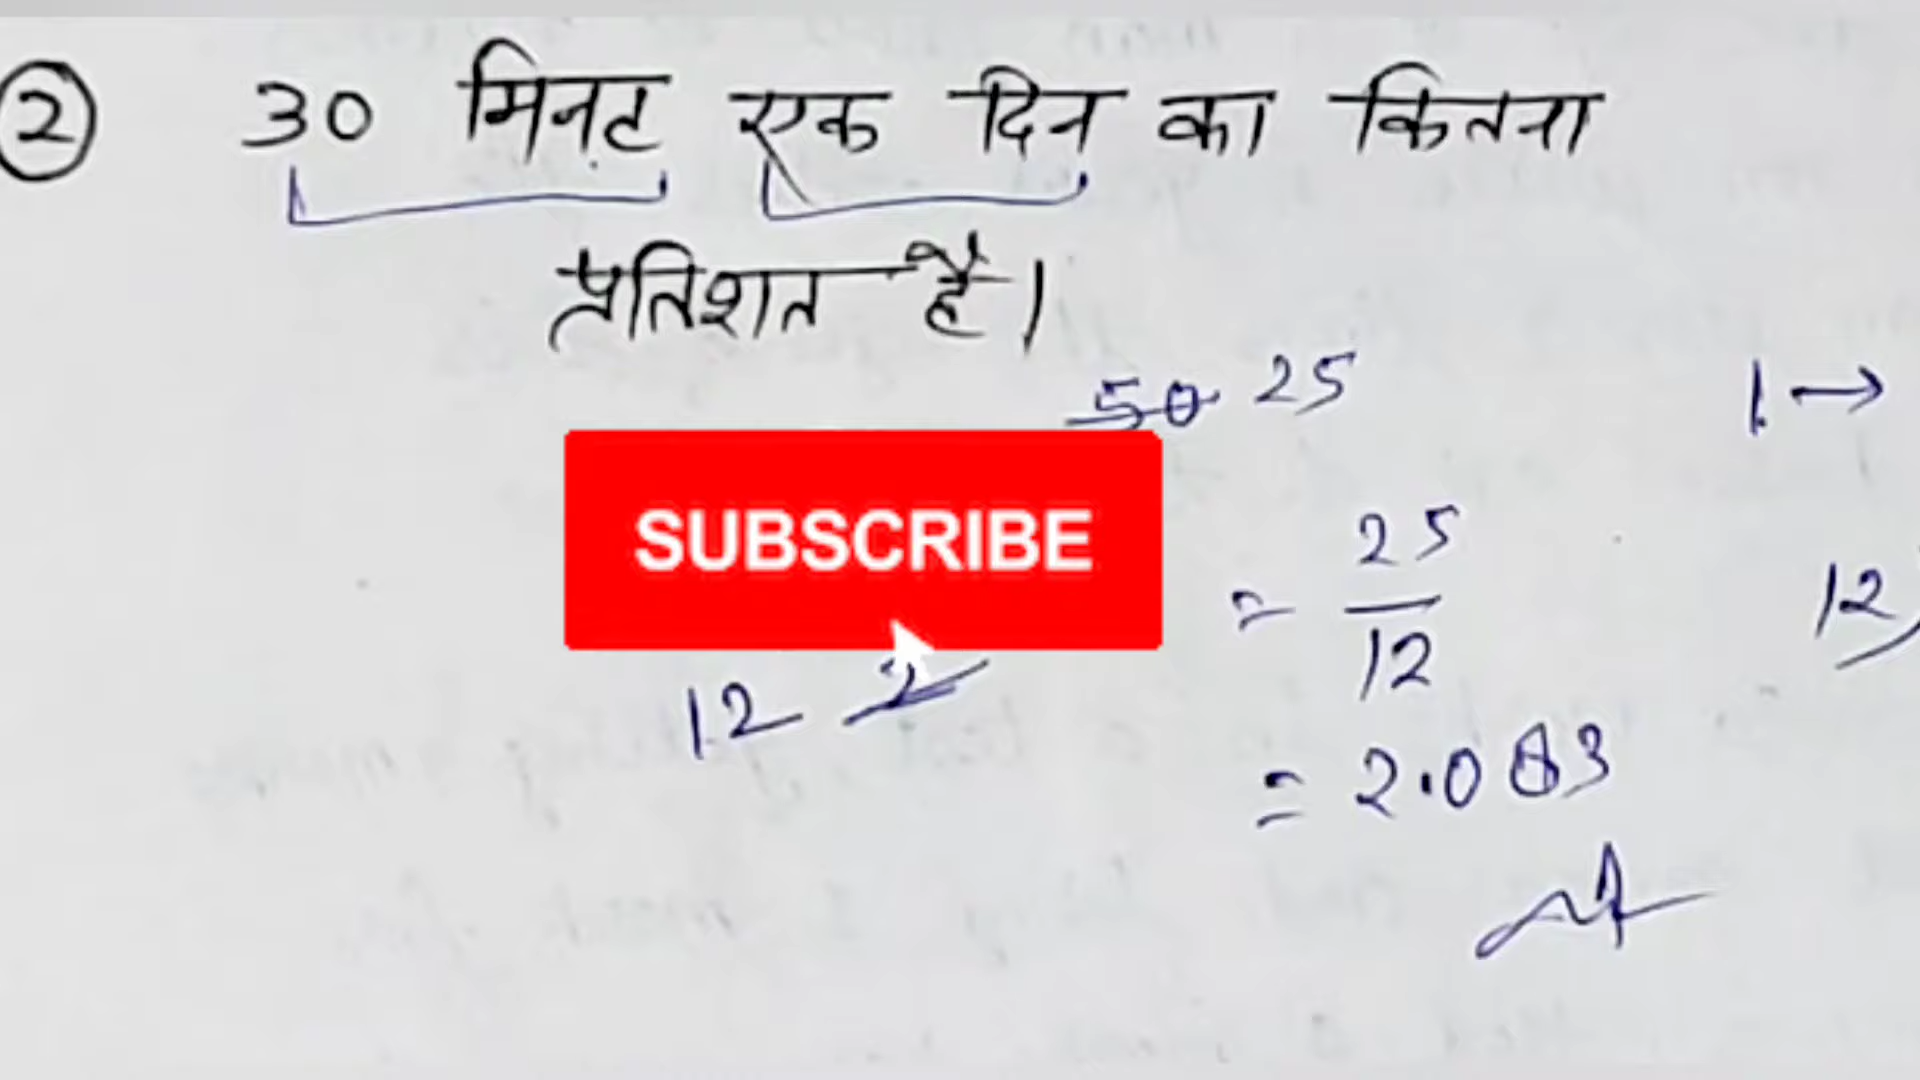 ② 30 मिनट एक दिन का कितना
प्रतिशत है।
50 25
1 →
SUBSCRIBE
= 25
12
12
12 2
= 2.083